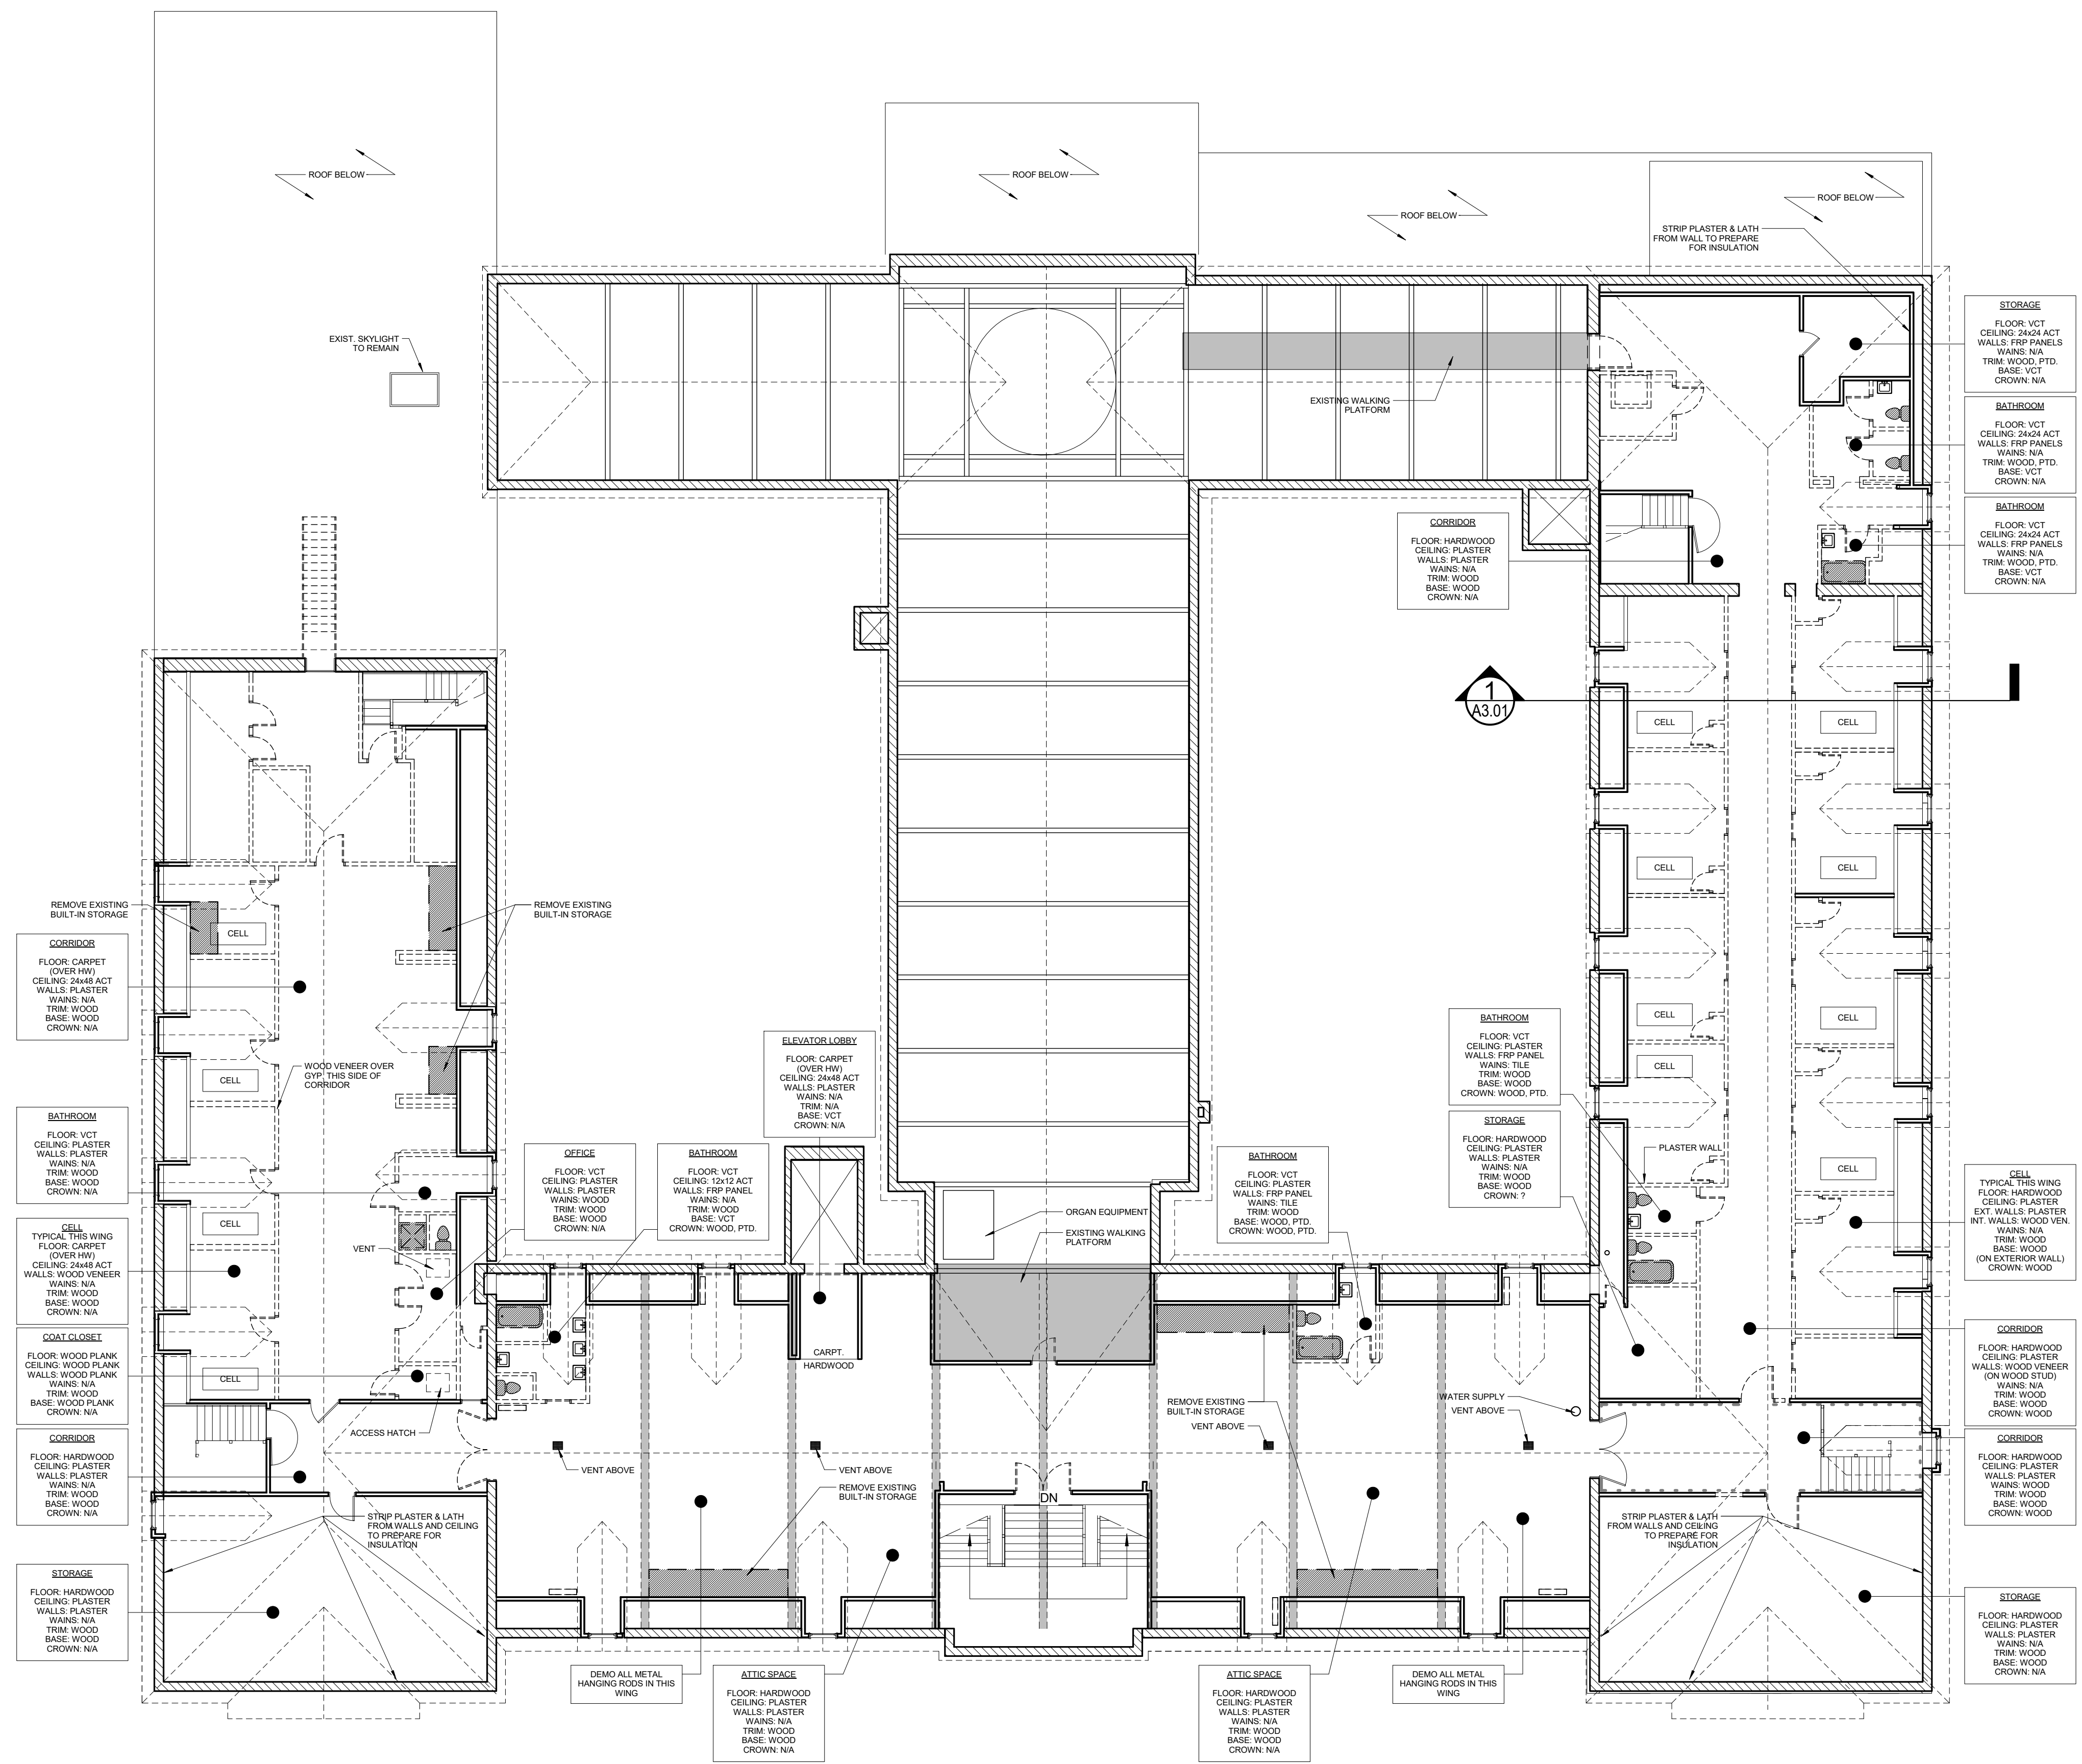 ROOF BELOW
ROOF BELOW
ROOF BELOW
ROOF BELOW
STRIP PLASTER & LATH
FROM WALL TO PREPARE
FOR INSULATION
EXIST. SKYLIGHT
TO REMAIN
EXISTING WALKING
PLATFORM
STORAGE
FLOOR: VCT
CEILING: 24x24 ACT
WALLS: FRP PANELS
WAINS: N/A
TRIM: WOOD, PTD.
BASE: VCT
CROWN: N/A
BATHROOM
FLOOR: VCT
CEILING: 24x24 ACT
WALLS: FRP PANELS
WAINS: N/A
TRIM: WOOD, PTD.
BASE: VCT
CROWN: N/A
BATHROOM
FLOOR: VCT
CEILING: 24x24 ACT
WALLS: FRP PANELS
WAINS: N/A
TRIM: WOOD, PTD.
BASE: VCT
CROWN: N/A
CORRIDOR
FLOOR: HARDWOOD
CEILING: PLASTER
WALLS: PLASTER
WAINS: N/A
TRIM: WOOD
BASE: WOOD
CROWN: N/A
1
A3.01
CELL
CELL
CELL
CELL
CELL
CELL
CELL
CELL
REMOVE EXISTING
BUILT-IN STORAGE
CELL
REMOVE EXISTING
BUILT-IN STORAGE
CORRIDOR
FLOOR: CARPET
(OVER HW)
CEILING: 24x48 ACT
WALLS: PLASTER
WAINS: N/A
TRIM: WOOD
BASE: WOOD
CROWN: N/A
WOOD VENEER OVER
GYP. THIS SIDE OF
CORRIDOR
CELL
BATHROOM
FLOOR: VCT
CEILING: PLASTER
WALLS: PLASTER
WAINS: N/A
TRIM: WOOD
BASE: WOOD
CROWN: N/A
CELL
TYPICAL THIS WING
FLOOR: CARPET
(OVER HW)
CEILING: 24x48 ACT
WALLS: WOOD VENEER
WAINS: N/A
TRIM: WOOD
BASE: WOOD
CROWN: N/A
CELL
VENT
COAT CLOSET
FLOOR: WOOD PLANK
CEILING: WOOD PLANK
WALLS: WOOD PLANK
WAINS: N/A
TRIM: WOOD
BASE: WOOD PLANK
CROWN: N/A
CELL
ACCESS HATCH
CORRIDOR
FLOOR: HARDWOOD
CEILING: PLASTER
WALLS: PLASTER
WAINS: N/A
TRIM: WOOD
BASE: WOOD
CROWN: N/A
STRIP PLASTER & LATH
FROM WALLS AND CEILING
TO PREPARE FOR
INSULATION
STORAGE
FLOOR: HARDWOOD
CEILING: PLASTER
WALLS: PLASTER
WAINS: N/A
TRIM: WOOD
BASE: WOOD
CROWN: N/A
OFFICE
FLOOR: VCT
CEILING: PLASTER
WALLS: PLASTER
WAINS: WOOD
TRIM: WOOD
BASE: WOOD
CROWN: N/A
BATHROOM
FLOOR: VCT
CEILING: 12x12 ACT
WALLS: FRP PANEL
WAINS: N/A
TRIM: WOOD
BASE: VCT
CROWN: WOOD, PTD.
ELEVATOR LOBBY
FLOOR: CARPET
(OVER HW)
CEILING: 24x48 ACT
WALLS: PLASTER
WAINS: N/A
TRIM: N/A
BASE: VCT
CROWN: N/A
ORGAN EQUIPMENT
EXISTING WALKING
PLATFORM
CARPT.
HARDWOOD
BATHROOM
FLOOR: VCT
CEILING: PLASTER
WALLS: FRP PANEL
WAINS: TILE
TRIM: WOOD
BASE: WOOD, PTD.
CROWN: WOOD, PTD.
BATHROOM
FLOOR: VCT
CEILING: PLASTER
WALLS: FRP PANEL
WAINS: TILE
TRIM: WOOD
BASE: WOOD
CROWN: WOOD, PTD.
STORAGE
FLOOR: HARDWOOD
CEILING: PLASTER
WALLS: PLASTER
WAINS: N/A
TRIM: WOOD
BASE: WOOD
CROWN: ?
PLASTER WALL
CELL
TYPICAL THIS WING
FLOOR: HARDWOOD
CEILING: PLASTER
EXT. WALLS: PLASTER
INT. WALLS: WOOD VEN.
WAINS: N/A
TRIM: WOOD
BASE: WOOD
(ON EXTERIOR WALL)
CROWN: WOOD
CORRIDOR
FLOOR: HARDWOOD
CEILING: PLASTER
WALLS: WOOD VENEER
(ON WOOD STUD)
WAINS: N/A
TRIM: WOOD
BASE: WOOD
CROWN: WOOD
CORRIDOR
FLOOR: HARDWOOD
CEILING: PLASTER
WALLS: PLASTER
WAINS: WOOD
TRIM: WOOD
BASE: WOOD
CROWN: WOOD
REMOVE EXISTING
BUILT-IN STORAGE
VENT ABOVE
WATER SUPPLY
VENT ABOVE
VENT ABOVE
VENT ABOVE
REMOVE EXISTING
BUILT-IN STORAGE
DN
STRIP PLASTER & LATH
FROM WALLS AND CEILING
TO PREPARE FOR
INSULATION
STORAGE
FLOOR: HARDWOOD
CEILING: PLASTER
WALLS: PLASTER
WAINS: N/A
TRIM: WOOD
BASE: WOOD
CROWN: N/A
DEMO ALL METAL
HANGING RODS IN THIS
WING
ATTIC SPACE
FLOOR: HARDWOOD
CEILING: PLASTER
WALLS: PLASTER
WAINS: N/A
TRIM: WOOD
BASE: WOOD
CROWN: N/A
ATTIC SPACE
FLOOR: HARDWOOD
CEILING: PLASTER
WALLS: PLASTER
WAINS: N/A
TRIM: WOOD
BASE: WOOD
CROWN: N/A
DEMO ALL METAL
HANGING RODS IN THIS
WING